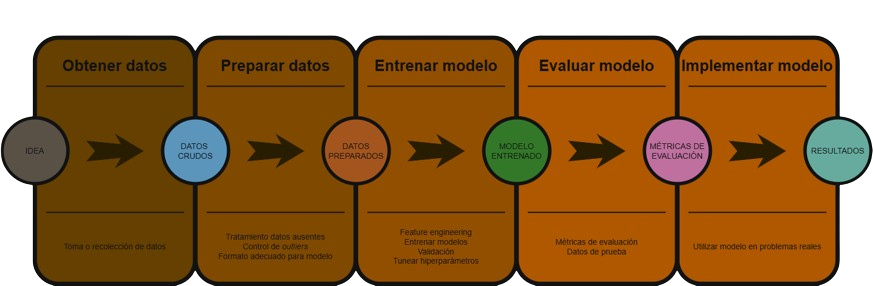 Obtener datos
Preparar datos
Entrenar modelo
Evaluar modelo
Implementar modelo
IDEA
DATOS
CRUDOS
DATOS
PREPARADOS
MODELO
ENTRENADO
MÉTRICAS DE
EVALUACIÓN
RESULTADOS
Toma o recolección de datos
Tratamiento datos ausentes
Control de outliers
Formato adecuado para modelo
Feature engineering
Entrenar modelos
Validación
Tunear hiperparámetros
Métricas de evaluación
Datos de prueba
Utilizar modelo en problemas reales